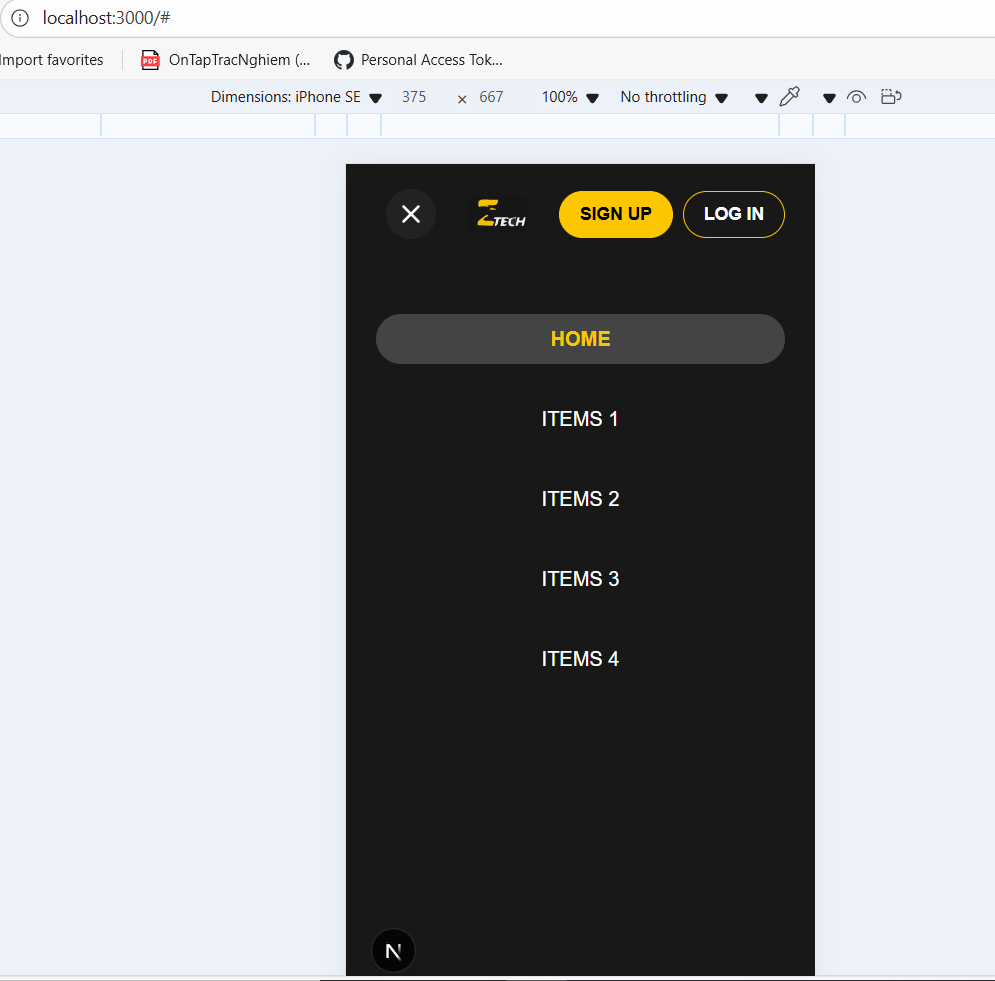 localhost:3000/#
Import favorites
PDF
OnTapTracNghiem (...
Personal Access Tok...
Dimensions: iPhone SE
375
×
667
100%
No throttling
Z TECH
SIGN UP
LOG IN
HOME
ITEMS 1
ITEMS 2
ITEMS 3
ITEMS 4
N